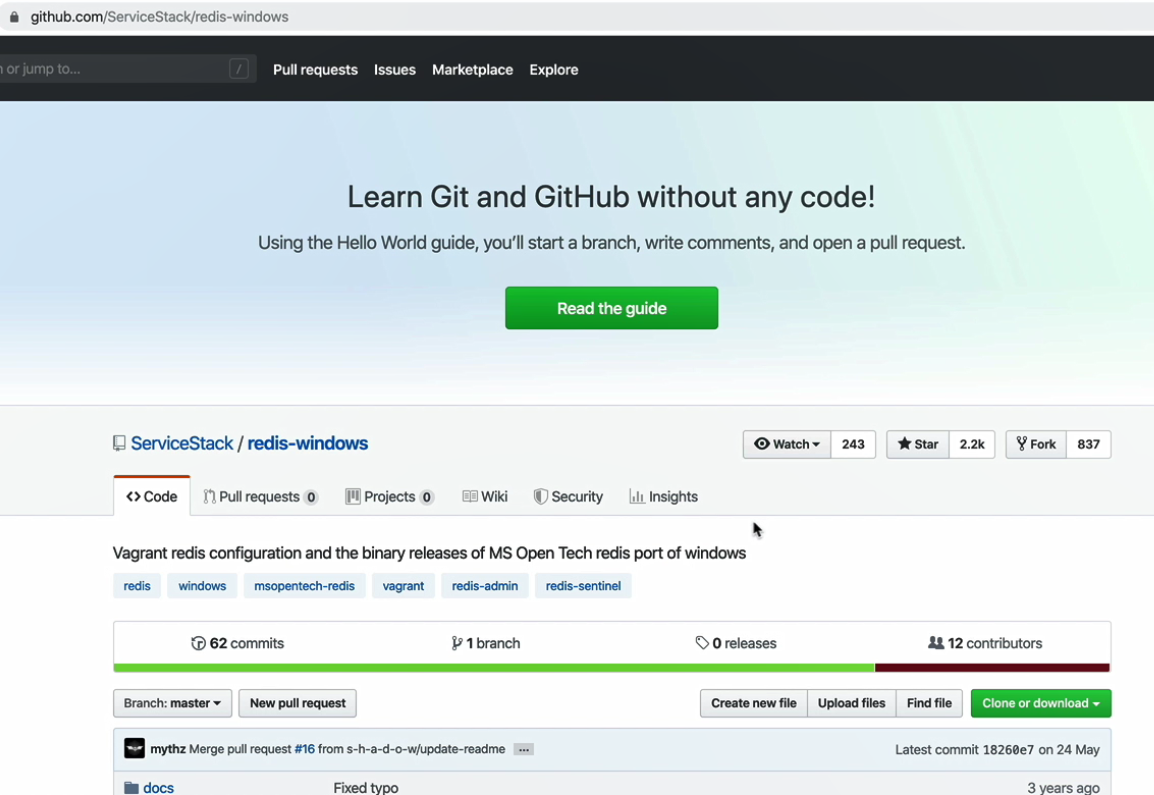 github.com/ServiceStack/redis-windows
or jump to... / Pull requests Issues Marketplace Explore
Learn Git and GitHub without any code!
Using the Hello World guide, you’ll start a branch, write comments, and open a pull request.
Read the guide
ServiceStack / redis-windows Watch 243 Star 2.2k Fork 837
Code Pull requests 0 Projects 0 Wiki Security Insights
Vagrant redis configuration and the binary releases of MS Open Tech redis port of windows
redis windows msopentech-redis vagrant redis-admin redis-sentinel
62 commits 1 branch 0 releases 12 contributors
Branch: master New pull request Create new file Upload files Find file Clone or download
mythz Merge pull request #16 from s-h-a-d-o-w/update-readme ... Latest commit 18260e7 on 24 May
docs Fixed typo 3 years ago